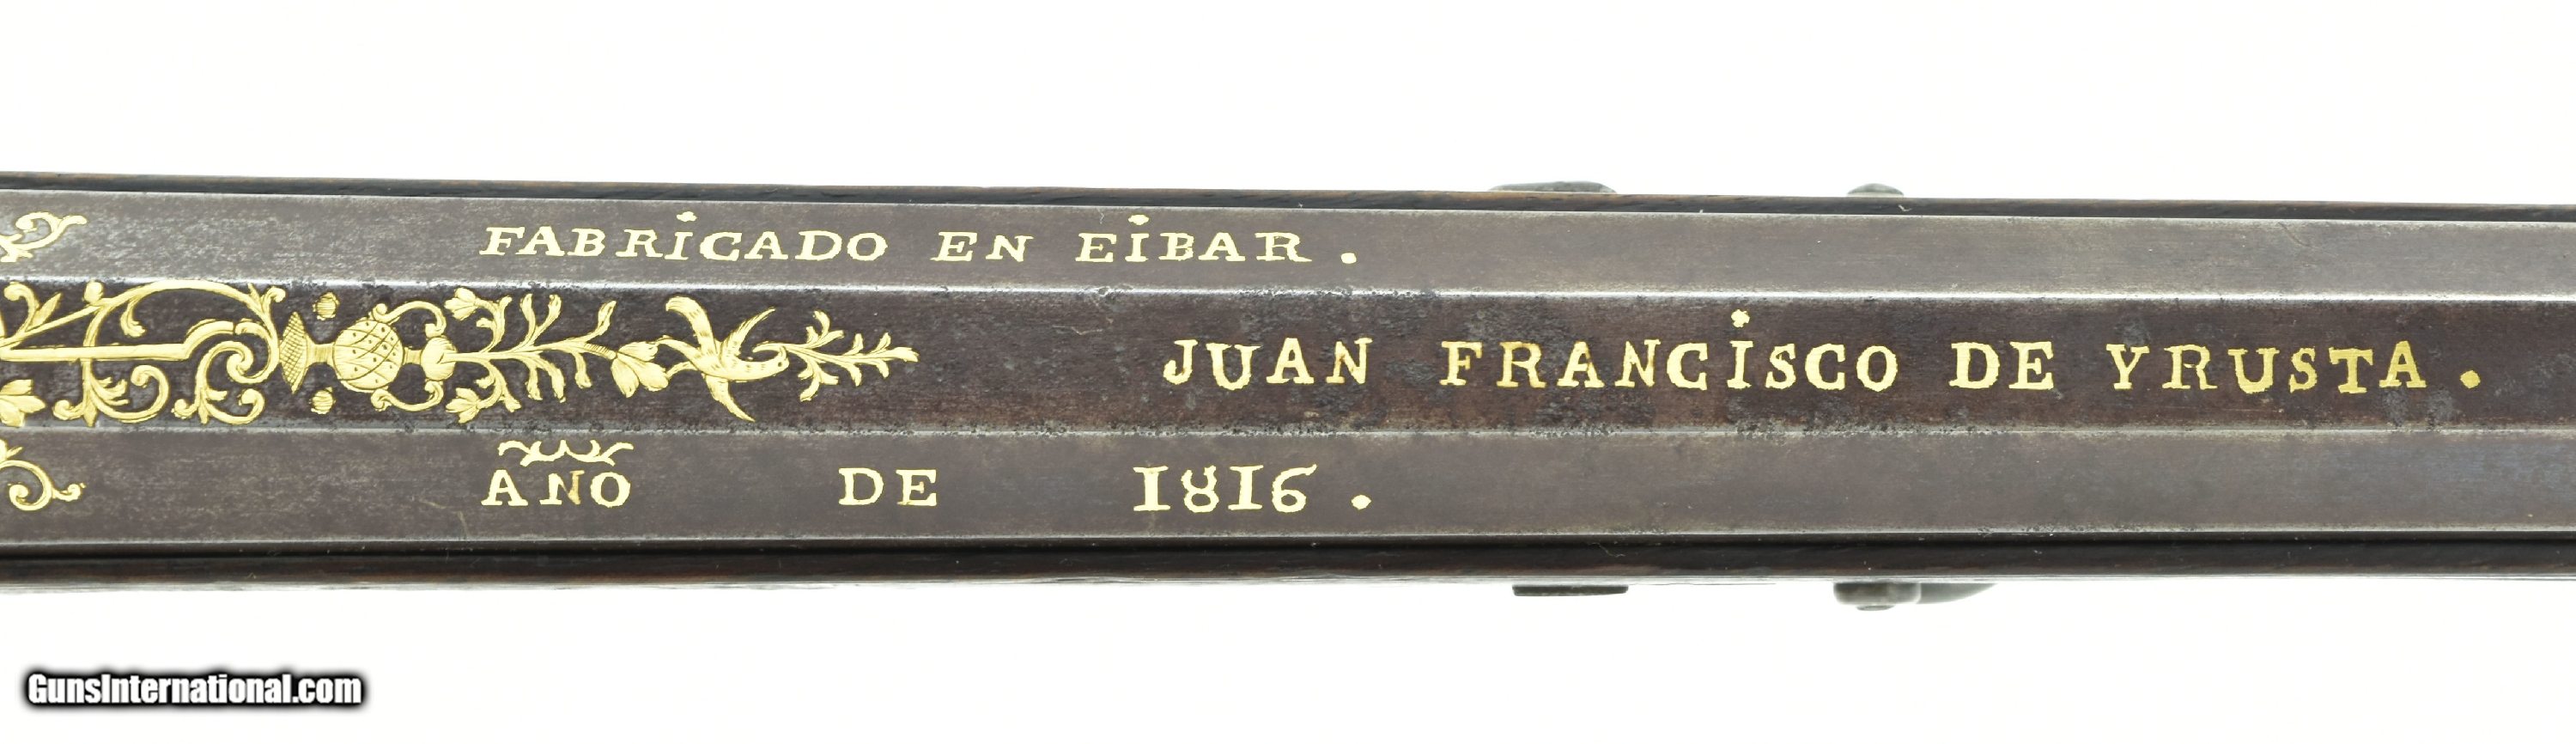 FABRiCADO EN EiBAR.
JUAN FRANCiSCO DE YRUSTA.
AÑO DE 1816.
GunsInternational.com